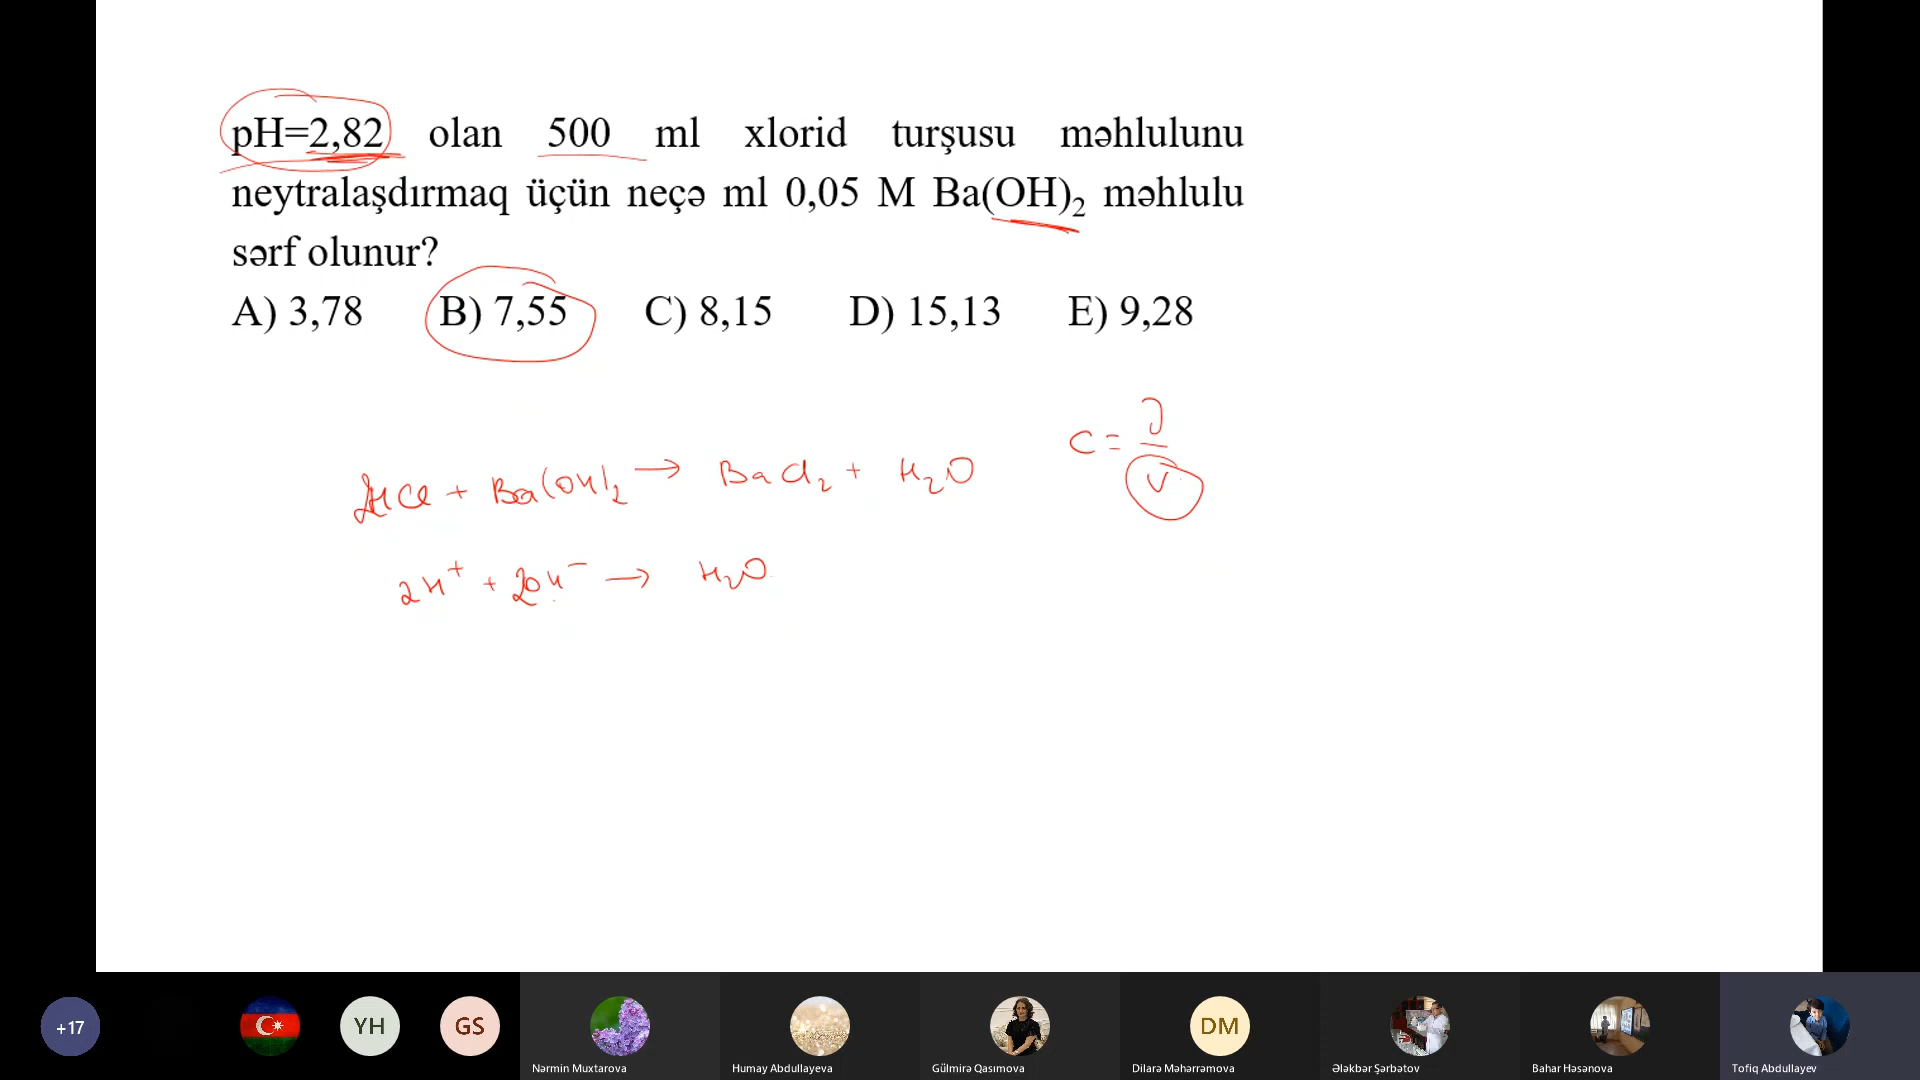 pH=2,82 olan 500 ml xlorid turşusu məhlulunu
neytralaşdırmaq üçün neçə ml 0,05 M Ba(OH)₂ məhlulu
sərf olunur?
A) 3,78 B) 7,55 C) 8,15 D) 15,13 E) 9,28
C = ν / V
2HCl + Ba(OH)₂ → BaCl₂ + H₂O
2H⁺ + 2OH⁻ → H₂O
+17
YH
GS
DM
Nərmin Muxtarova
Humay Abdullayeva
Gülmirə Qasımova
Dilarə Məhərrəmova
Ələkbər Şərbətov
Bahar Həsənova
Tofiq Abdullayev